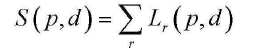 S(p,d) = ∑_r L_r(p,d)